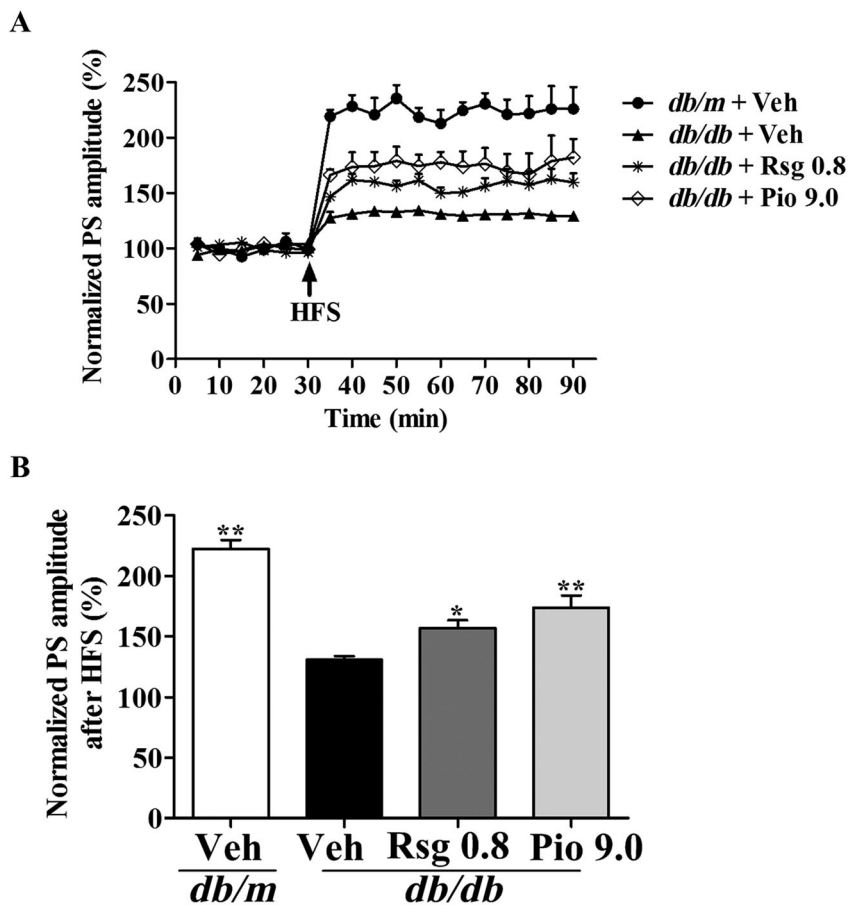 A
Normalized PS amplitude (%)
250
200
150
100
50
0
HFS
0 10 20 30 40 50 60 70 80 90
Time (min)
db/m + Veh
db/db + Veh
db/db + Rsg 0.8
db/db + Pio 9.0
B
Normalized PS amplitude
after HFS (%)
250
200
150
100
50
0
** * **
Veh Veh Rsg 0.8 Pio 9.0
db/m db/db